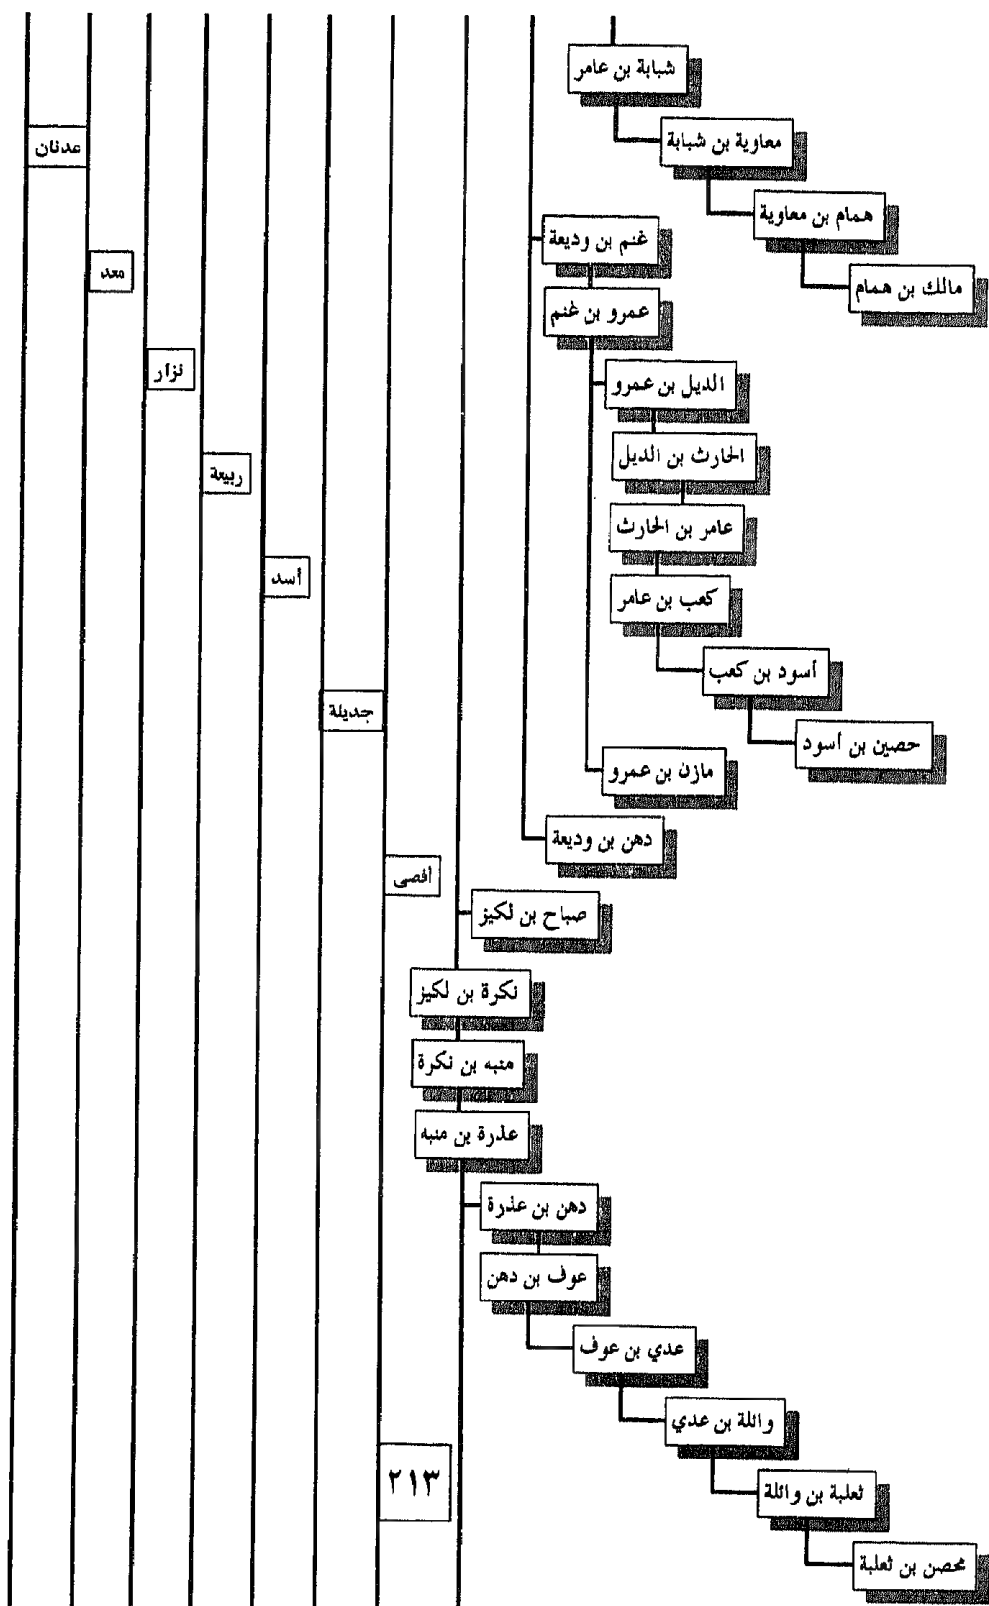 شبابة بن عامر
معاوية بن شبابة
عدنان
همام بن معاوية
غنم بن وديعة
معد
مالك بن همام
عمرو بن غنم
نزار
الديل بن عمرو
الحارث بن الديل
ربيعة
عامر بن الحارث
أسد
كعب بن عامر
أسود بن كعب
جديلة
حصين بن أسود
مازن بن عمرو
دهن بن وديعة
أفصى
صباح بن لكيز
نكرة بن لكيز
منبه بن نكرة
عذرة بن منبه
دهن بن عذرة
عوف بن دهن
عدي بن عوف
وائلة بن عدي
٢١٣
ثعلبة بن وائلة
محصن بن ثعلبة